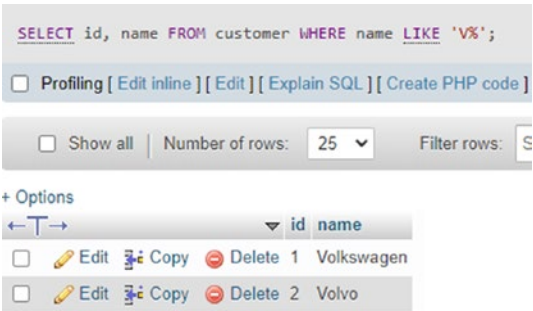 SELECT id, name FROM customer WHERE name LIKE 'V%';
Profiling [ Edit inline ] [ Edit ] [ Explain SQL ] [ Create PHP code ]
Show all | Number of rows: 25 Filter rows: S
+ Options
←T→ id name
Edit Copy Delete 1 Volkswagen
Edit Copy Delete 2 Volvo